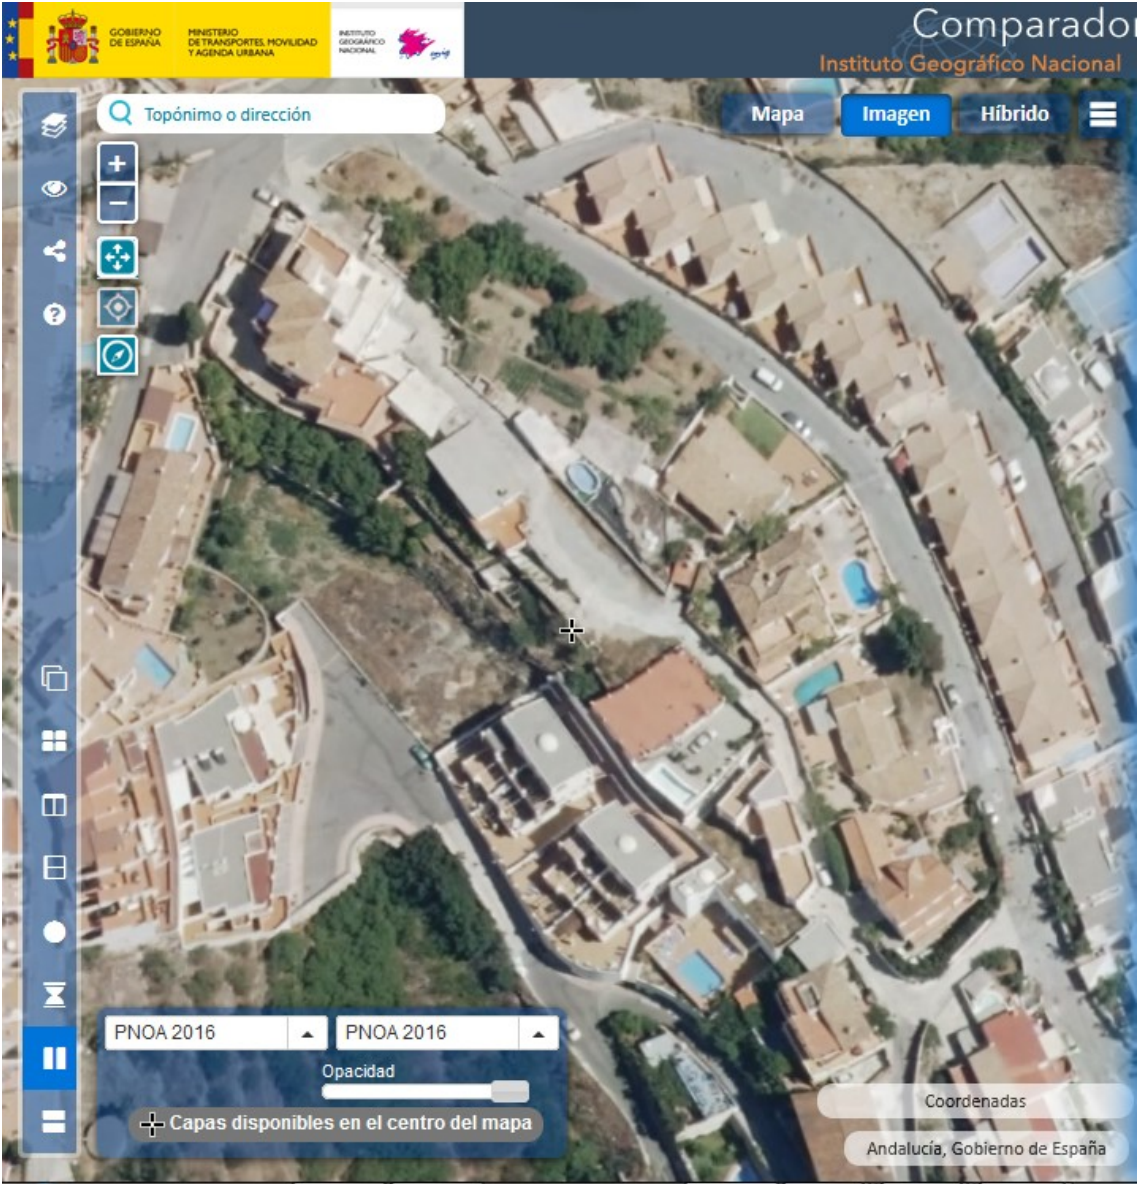 GOBIERNO
DE ESPAÑA
MINISTERIO
DE TRANSPORTES, MOVILIDAD
Y AGENDA URBANA
INSTITUTO
GEOGRÁFICO
NACIONAL
Comparador
Instituto Geográfico Nacional
Topónimo o dirección
Mapa
Imagen
Híbrido
PNOA 2016
PNOA 2016
Opacidad
Capas disponibles en el centro del mapa
Coordenadas
Andalucía, Gobierno de España